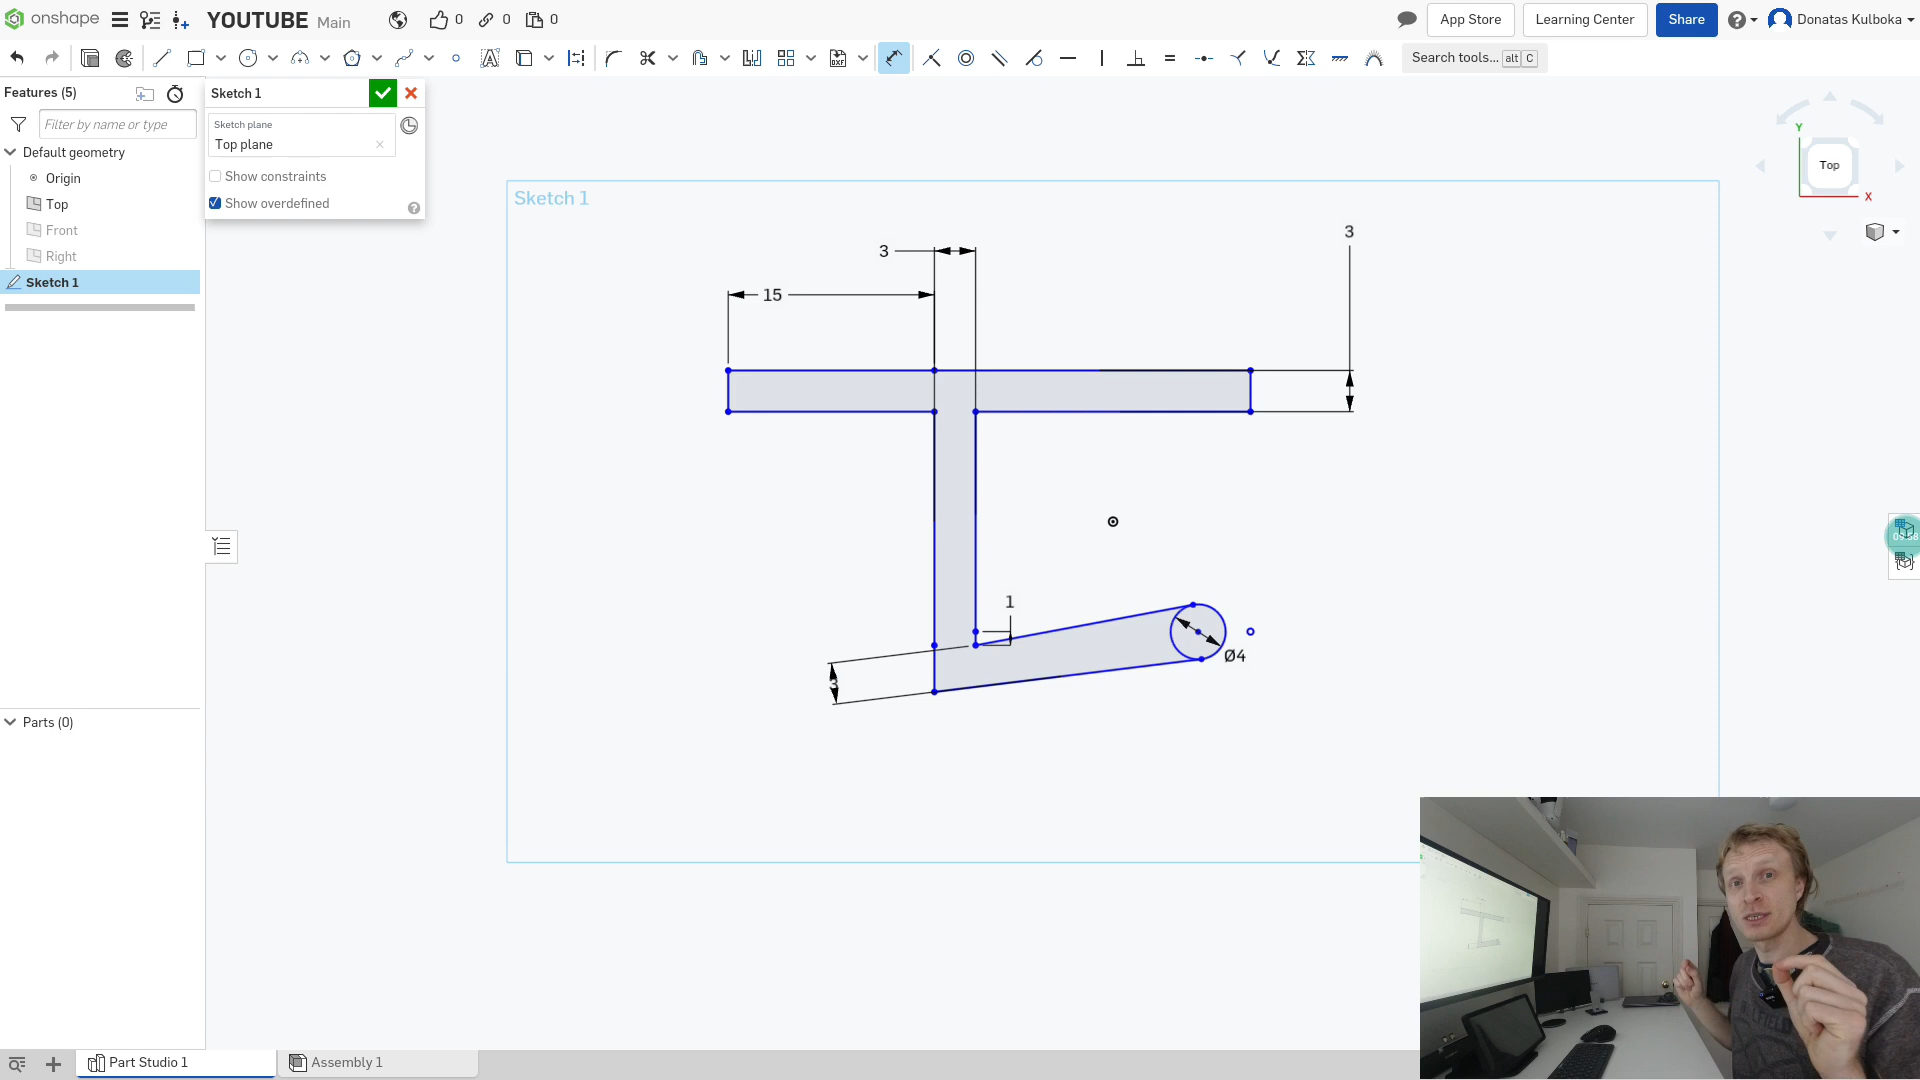 onshape YOUTUBE Main 0 0 0 App Store Learning Center Share Donatas Kulboka
Search tools... alt C
Features (5)
Filter by name or type
Default geometry
Origin
Top
Front
Right
Sketch 1
Parts (0)
Sketch 1
Sketch plane
Top plane
Show constraints
Show overdefined
Sketch 1
3
3
15
1
3
Ø4
Y
Top
X
Part Studio 1 Assembly 1